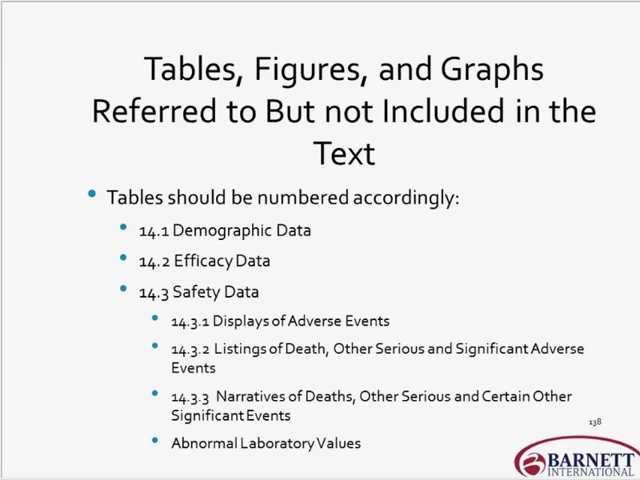 Tables, Figures, and Graphs
Referred to But not Included in the
Text
Tables should be numbered accordingly:
14.1 Demographic Data
14.2 Efficacy Data
14.3 Safety Data
14.3.1 Displays of Adverse Events
14.3.2 Listings of Death, Other Serious and Significant Adverse
Events
14.3.3 Narratives of Deaths, Other Serious and Certain Other
Significant Events
Abnormal Laboratory Values
138
BARNETT
INTERNATIONAL